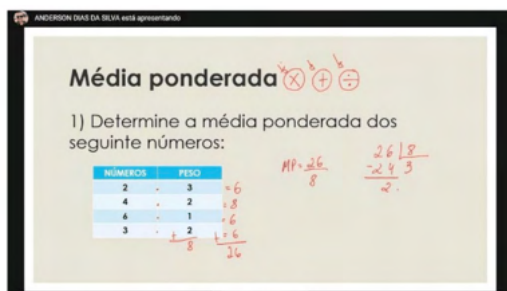 ANDERSON DIAS DA SILVA está apresentando
Média ponderada × + ÷
1) Determine a média ponderada dos
seguinte números:
NÚMEROS PESO
2 . 3 = 6
4 . 2 = 8
6 . 1 = 6
3 . 2 = 6
+ 8 + 26
MP = 26
8
26 8
-24 3
2.